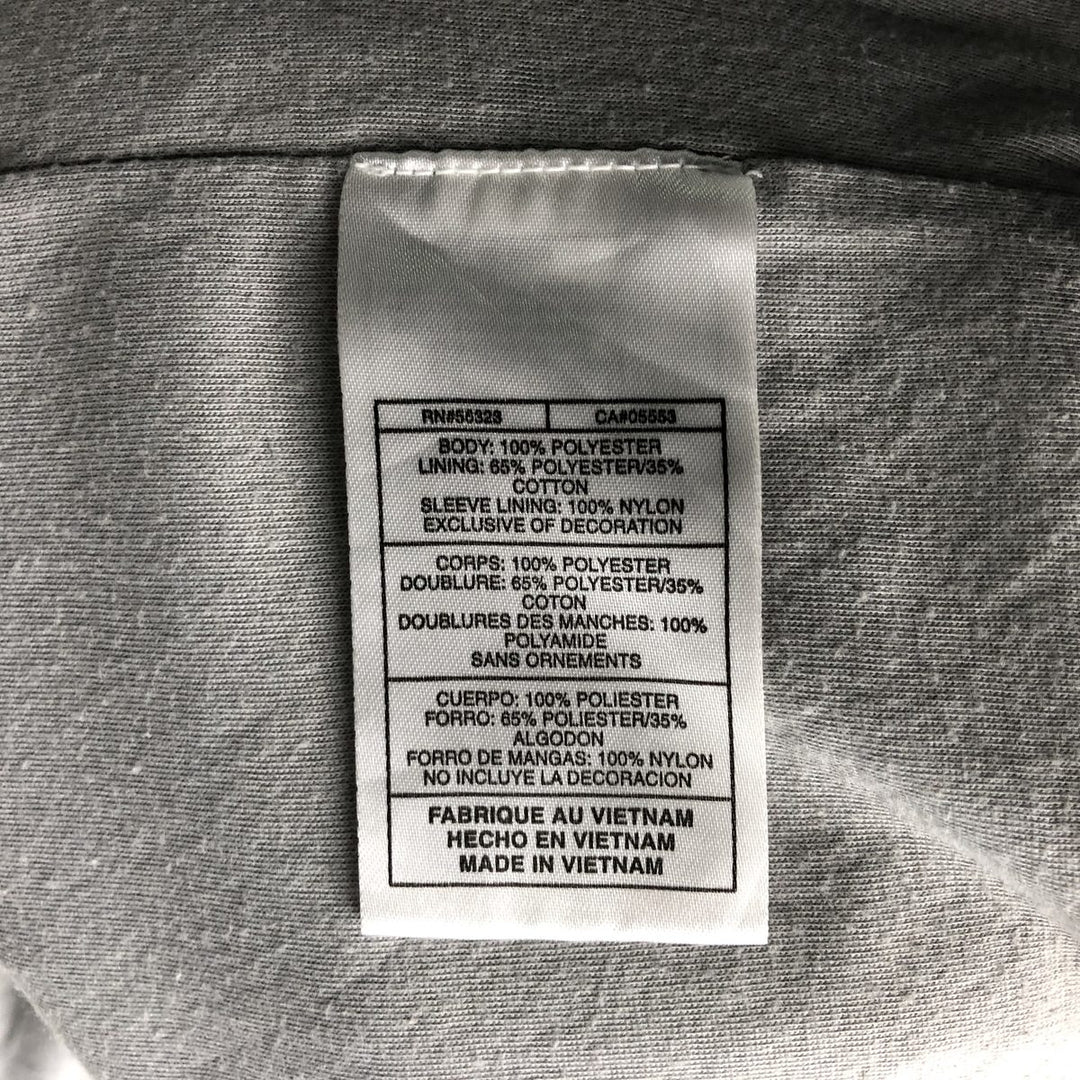 RN#56323 CA#05553
BODY: 100% POLYESTER
LINING: 65% POLYESTER/35%
COTTON
SLEEVE LINING: 100% NYLON
EXCLUSIVE OF DECORATION
CORPS: 100% POLYESTER
DOUBLURE: 65% POLYESTER/35%
COTON
DOUBLURES DES MANCHES: 100%
POLYAMIDE
SANS ORNEMENTS
CUERPO: 100% POLIESTER
FORRO: 65% POLIESTER/35%
ALGODON
FORRO DE MANGAS: 100% NYLON
NO INCLUYE LA DECORACION
FABRIQUE AU VIETNAM
HECHO EN VIETNAM
MADE IN VIETNAM